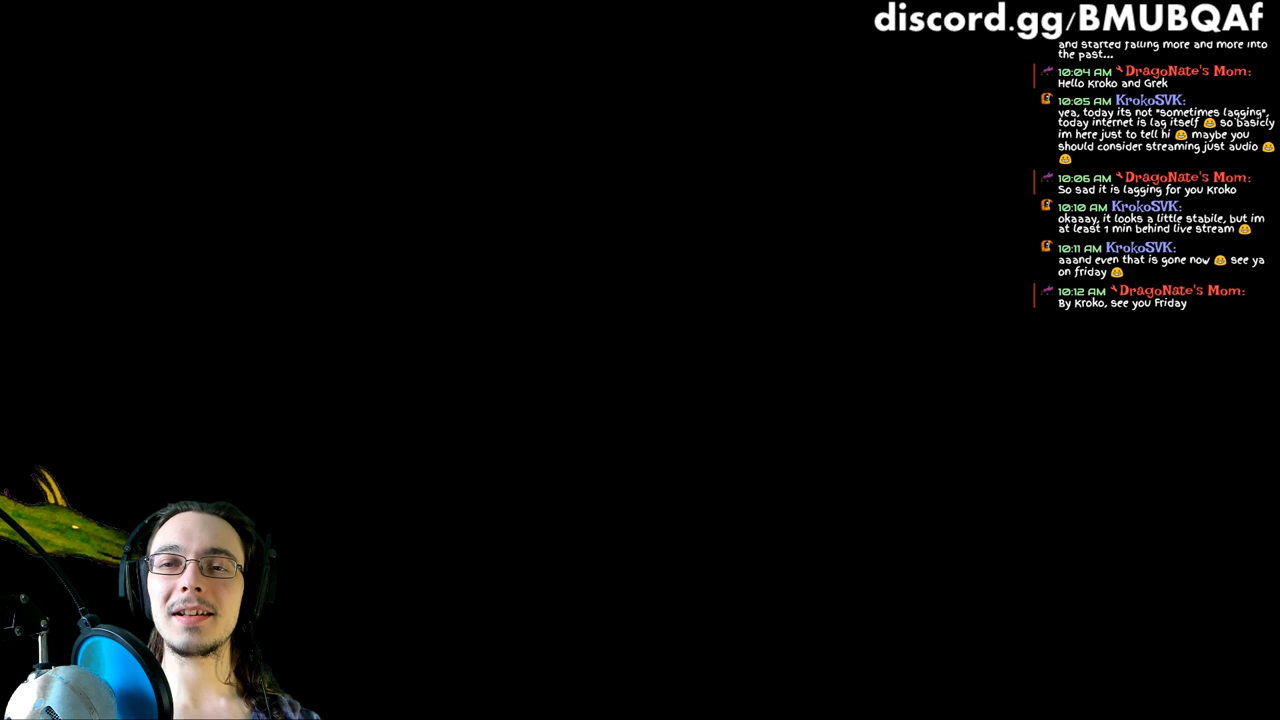 discord.gg/BMUBQAf
and started falling more and more into
the past...
10:04 AM DragoNate's Mom:
Hello Kroko and Grek
10:05 AM KrokoSVK:
yea, today its not "sometimes lagging",
today internet is lag itself 😂 so basicly
im here just to tell hi 😂 maybe you
should consider streaming just audio 😂
😂
10:06 AM DragoNate's Mom:
So sad it is lagging for you Kroko
10:10 AM KrokoSVK:
okaaay, it looks a little stabile, but im
at least 1 min behind live stream 😂
10:11 AM KrokoSVK:
aaand even that is gone now 😂 see ya
on friday 😂
10:12 AM DragoNate's Mom:
By Kroko, see you Friday